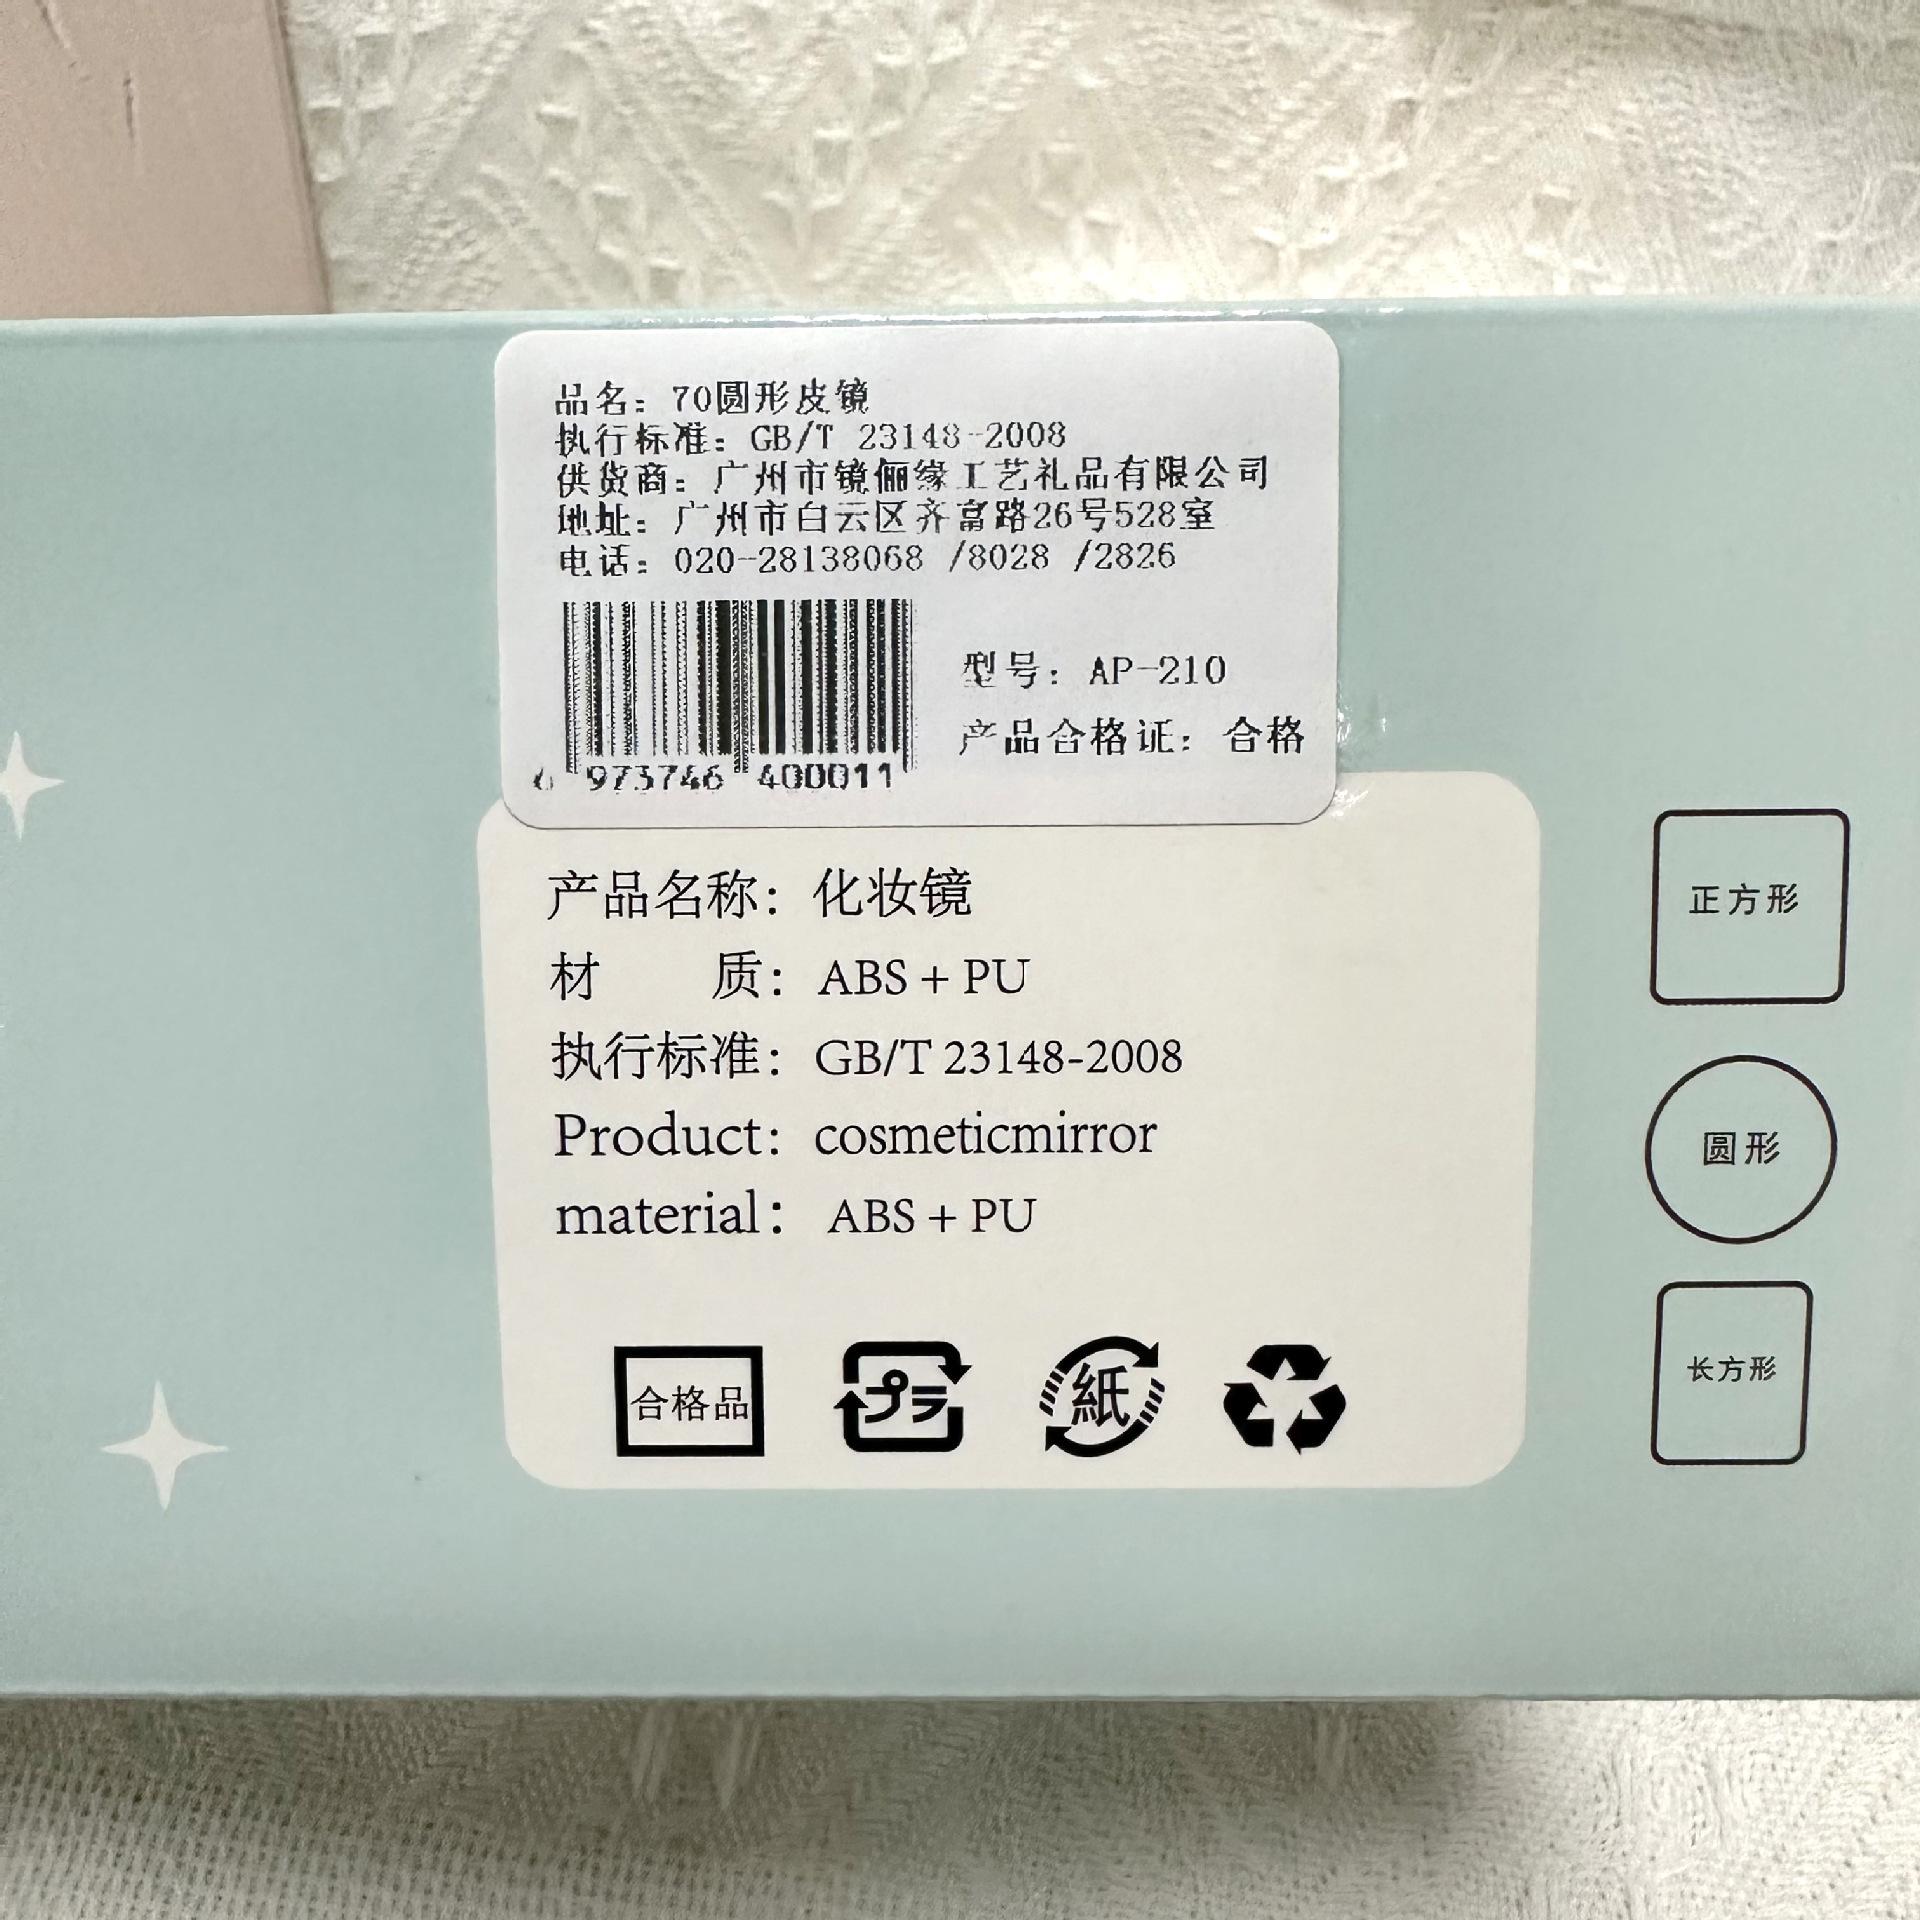 品名：70圆形皮镜
执行标准：GB/T 23148-2008
供货商：广州市镜俪缘工艺礼品有限公司
地址：广州市白云区齐富路26号528室
电话：020-28138068 /8028 /2826
6 973746 400011
型号：AP-210
产品合格证：合格
产品名称：化妆镜
材 质：ABS + PU
执行标准：GB/T 23148-2008
Product：cosmeticmirror
material：ABS + PU
合格品
プラ
紙
正方形
圆形
长方形